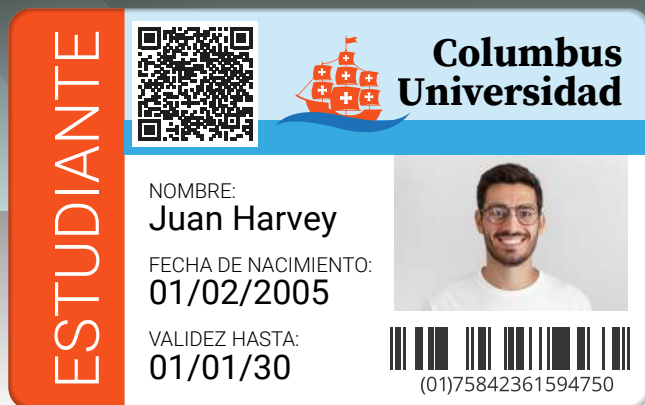 ESTUDIANTE
Columbus
Universidad
NOMBRE:
Juan Harvey
FECHA DE NACIMIENTO:
01/02/2005
VALIDEZ HASTA:
01/01/30
(01)75842361594750